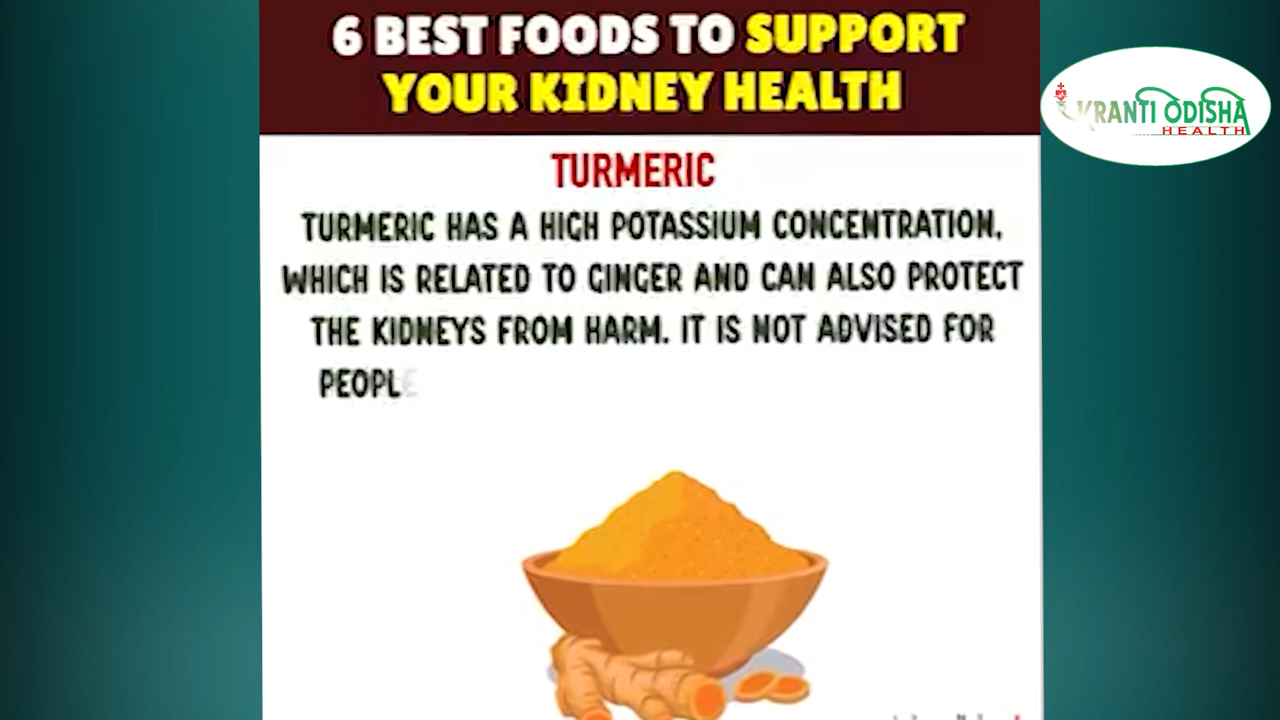 6 BEST FOODS TO SUPPORT
YOUR KIDNEY HEALTH
KRANTI ODISHA
HEALTH
TURMERIC
TURMERIC HAS A HIGH POTASSIUM CONCENTRATION,
WHICH IS RELATED TO GINGER AND CAN ALSO PROTECT
THE KIDNEYS FROM HARM. IT IS NOT ADVISED FOR
PEOPLE